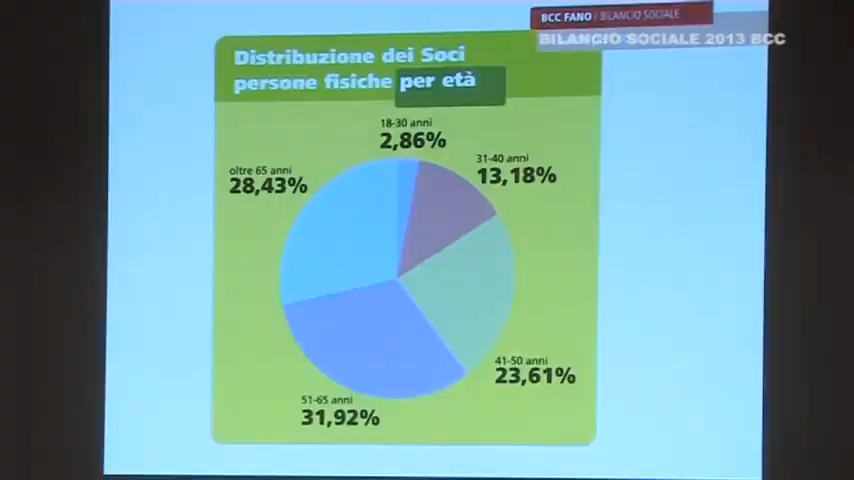 BCC FANO / BILANCIO SOCIALE
BILANCIO SOCIALE 2013 BCC
Distribuzione dei Soci
persone fisiche per età
18-30 anni
2,86%
31-40 anni
13,18%
oltre 65 anni
28,43%
41-50 anni
23,61%
51-65 anni
31,92%